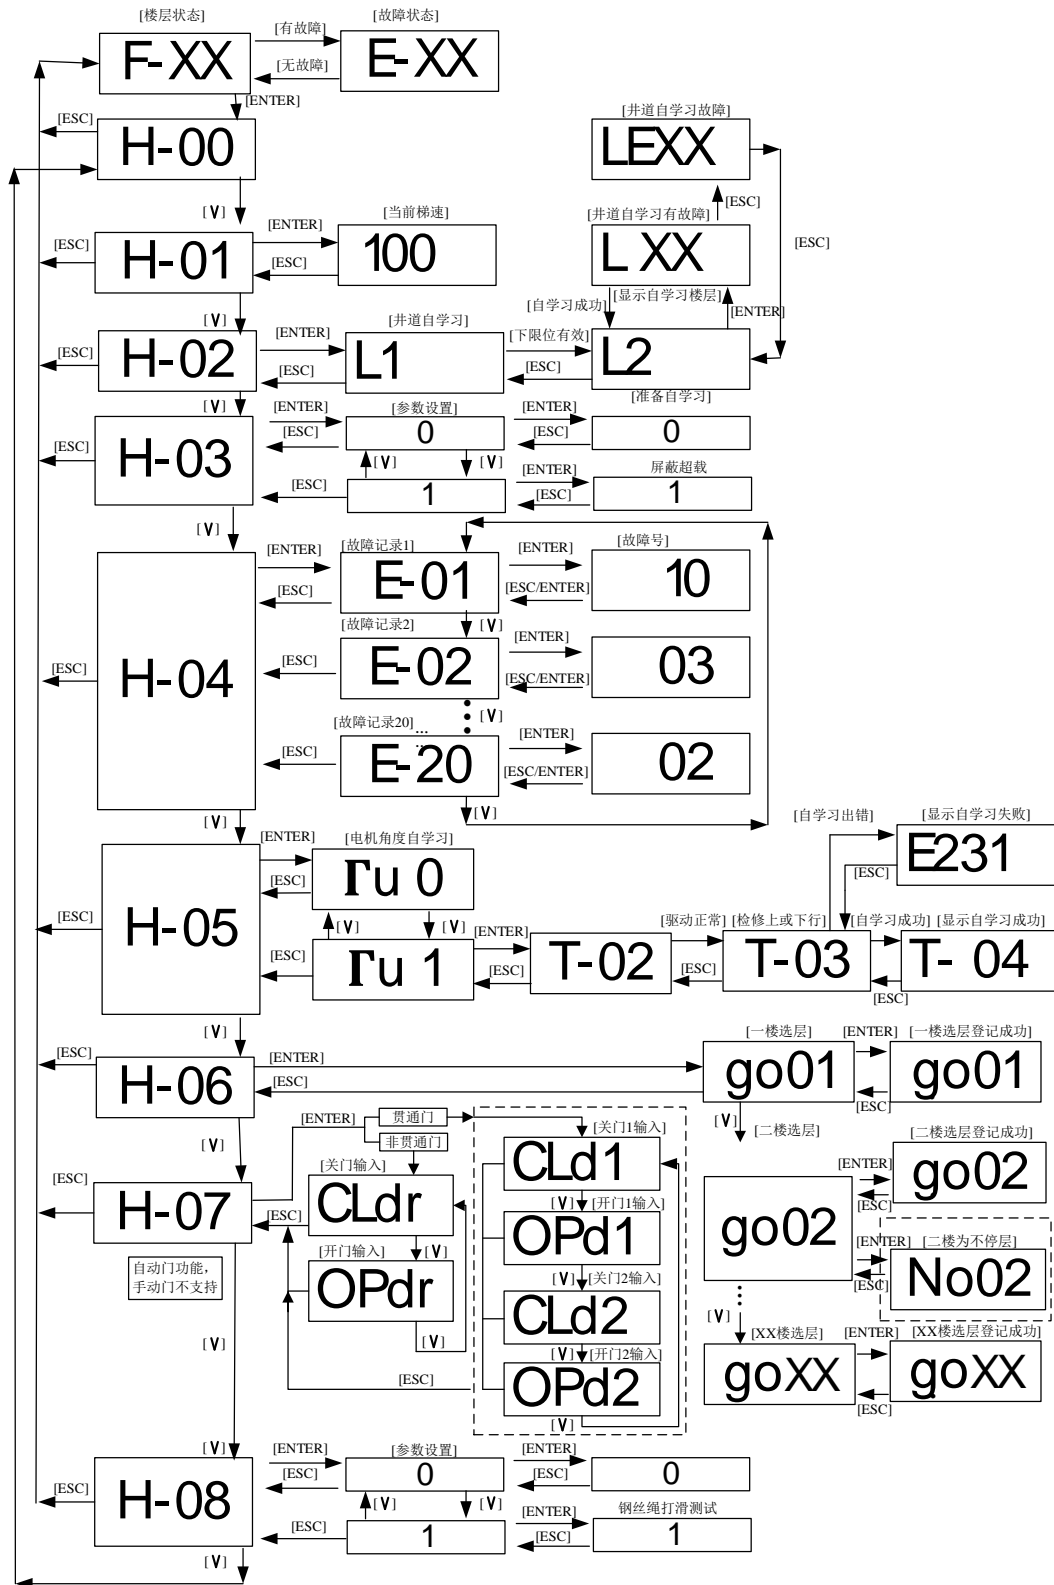 [楼层状态]
[故障状态]
F-XX
[有故障]
[无故障]
E-XX
[ENTER]
[ESC]
H-00
[井道自学习故障]
LEXX
[ESC]
[ESC]
[V]
[当前梯速]
[井道自学习有故障]
[ESC]
H-01
[ENTER]
[ESC]
100
L XX
[自学习成功]
[显示自学习楼层]
[ENTER]
[V]
[井道自学习]
[下限位有效]
[ESC]
H-02
[ENTER]
[ESC]
L1
[ESC]
L2
[准备自学习]
[V]
[参数设置]
[ESC]
H-03
[ENTER]
[ESC]
0
[ENTER]
[ESC]
0
[V]
[V]
屏蔽超载
[ESC]
1
[ENTER]
[ESC]
1
[V]
[故障记录1]
[故障号]
[ENTER]
[ESC]
E-01
[ENTER]
[ESC/ENTER]
10
[V]
[故障记录2]
[ESC]
H-04
[ESC]
E-02
[ENTER]
[ESC/ENTER]
03
[V]
[故障记录20]
...
...
[ESC]
E-20
[ENTER]
[ESC/ENTER]
02
[V]
[V]
[自学习出错]
[显示自学习失败]
E231
[ESC]
[电机角度自学习]
[ENTER]
[ESC]
Γu 0
[V]
[V]
[ESC]
H-05
[ESC]
Γu 1
[ENTER]
[ESC]
T-02
[驱动正常]
[检修上或下行]
[ESC]
T-03
[自学习成功]
[显示自学习成功]
[ESC]
T- 04
[V]
[一楼选层]
[ENTER]
[一楼选层登记成功]
[ESC]
H-06
[ENTER]
[ESC]
go01
[ESC]
go01
[V]
[二楼选层]
[二楼选层登记成功]
[V]
[ENTER]
贯通门
非贯通门
[关门1输入]
CLd1
[关门输入]
[ESC]
H-07
[ESC]
CLdr
[V]
[开门1输入]
OPd1
[ENTER]
[ESC]
go02
go02
[ENTER]
[二楼为不停层]
[ESC]
No02
自动门功能，
手动门不支持
[开门输入]
[V]
OPdr
[V]
[V]
[关门2输入]
CLd2
[V]
[开门2输入]
OPd2
[V]
[ESC]
[V]
[V]
[XX楼选层]
[ENTER]
[XX楼选层登记成功]
goXX
[ESC]
goXX
[V]
[参数设置]
[ESC]
H-08
[ENTER]
[ESC]
0
[ENTER]
[ESC]
0
[V]
[V]
钢丝绳打滑测试
[ESC]
1
[ENTER]
[ESC]
1
[V]